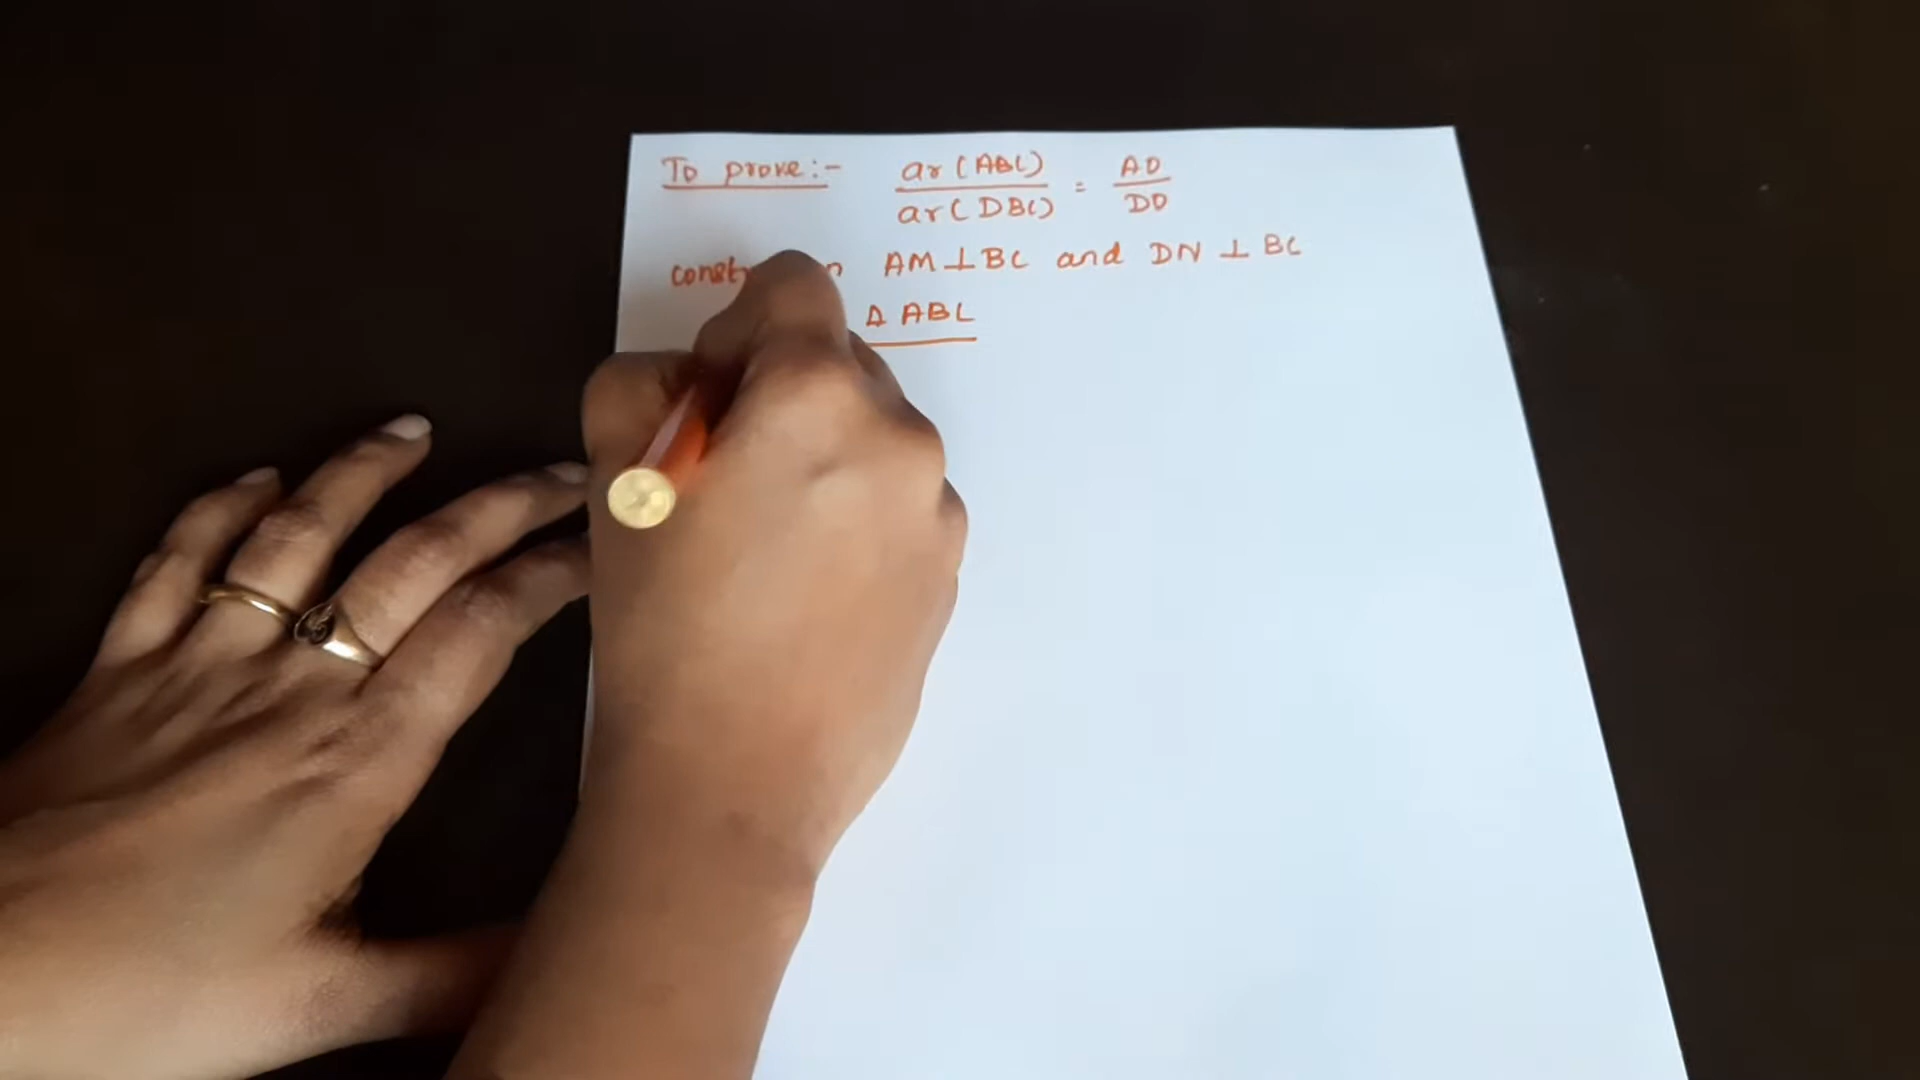 To prove:- ar(ABC) / ar(DBC) = AO / DO
AM⊥BC and DN ⊥ BC
Δ ABC